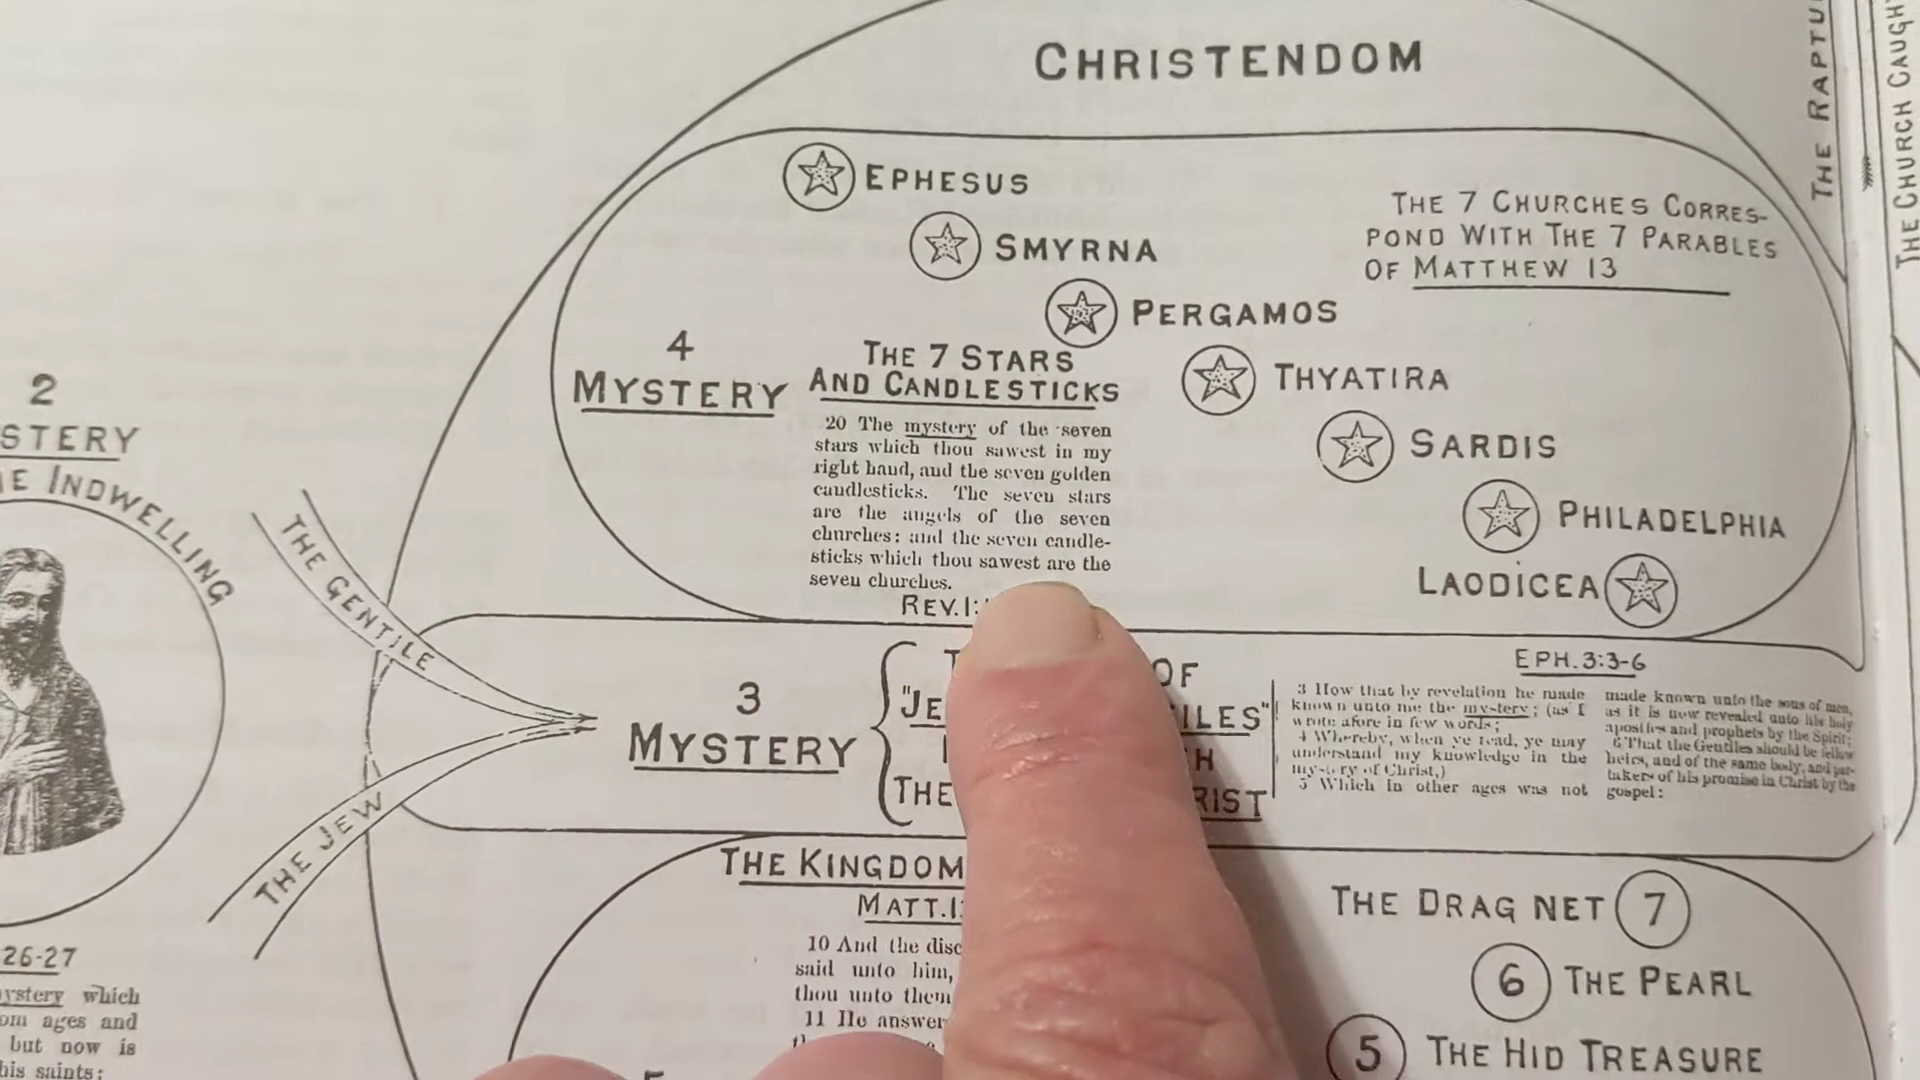 CHRISTENDOM
THE RAPTU
THE CHURCH CAUGH
EPHESUS
SMYRNA
PERGAMOS
THYATIRA
SARDIS
PHILADELPHIA
LAODICEA
THE 7 CHURCHES CORRES-
POND WITH THE 7 PARABLES
OF MATTHEW 13
4
MYSTERY
THE 7 STARS
AND CANDLESTICKS
20 The mystery of the seven
stars which thou sawest in my
right hand, and the seven golden
candlesticks. The seven stars
are the angels of the seven
churches: and the seven candle-
sticks which thou sawest are the
seven churches.
REV. 1:
2
STERY
E INDWELLING
26-27
ystery which
om ages and
but now is
his saints:
THE GENTILE
THE JEW
3
MYSTERY
OF
"JE ILES"
H
THE RIST
EPH. 3:3-6
3 How that by revelation he made
known unto me the mystery; (as I
wrote afore in few words;
4 Whereby, when ye read, ye may
understand my knowledge in the
mystery of Christ,)
5 Which in other ages was not
made known unto the sons of men,
as it is now revealed unto his holy
apostles and prophets by the Spirit;
6 That the Gentiles should be fellow
heirs, and of the same body, and par-
takers of his promise in Christ by the
gospel:
THE KINGDOM
MATT. 1
10 And the disc
said unto him,
thou unto them
11 He answer
THE DRAG NET 7
6 THE PEARL
5 THE HID TREASURE